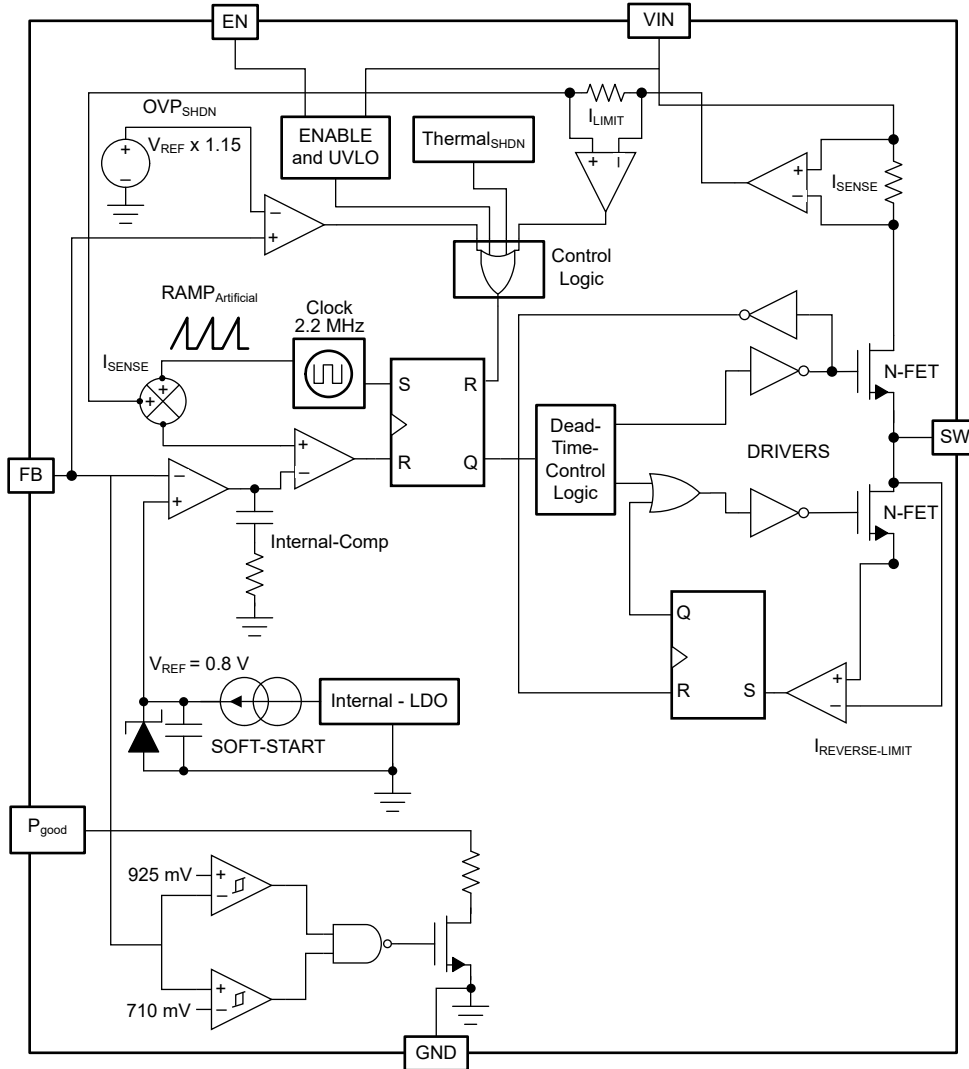 EN
VIN
OVPSHDN
VREF x 1.15
+
−
ENABLE
and UVLO
ThermalSHDN
ILIMIT
+ −
+
−
ISENSE
−
+
Control
Logic
RAMPArtificial
Clock
2.2 MHz
ISENSE
+
+
S R
R Q
+
−
FB
−
+
Internal-Comp
Dead-
Time-
Control
Logic
DRIVERS
N-FET
SW
N-FET
Q
R S
+
−
IREVERSE-LIMIT
VREF = 0.8 V
Internal - LDO
SOFT-START
Pgood
925 mV
+
−
+
−
710 mV
GND